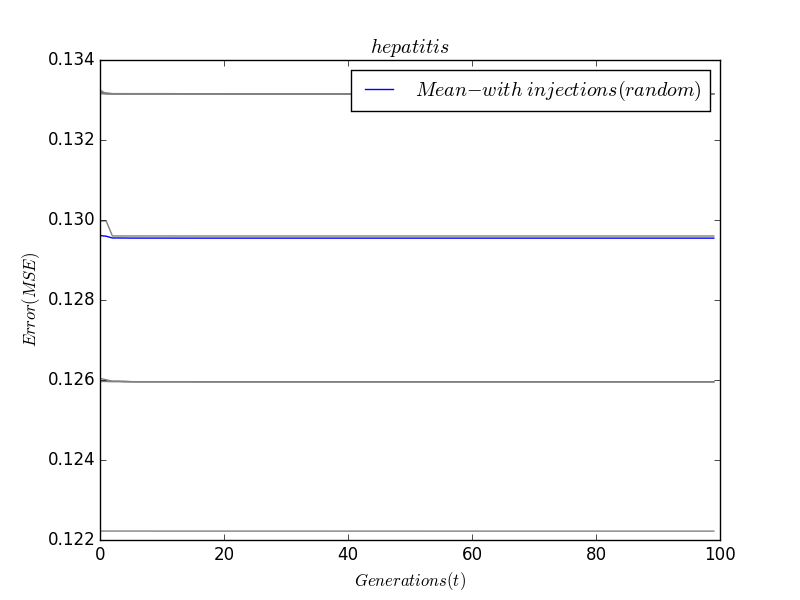 hepatitis
Mean−with injections(random)
0.134
0.132
0.130
0.128
0.126
0.124
0.122
Error(MSE)
0 20 40 60 80 100
Generations(t)